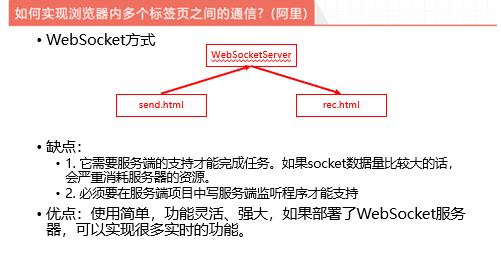 如何实现浏览器内多个标签页之间的通信？(阿里)
• WebSocket方式
WebSocketServer
send.html
rec.html
• 缺点：
• 1. 它需要服务端的支持才能完成任务。如果socket数据量比较大的话，
会严重消耗服务器的资源。
• 2. 必须要在服务端项目中写服务端监听程序才能支持
• 优点：使用简单，功能灵活、强大，如果部署了WebSocket服务
器，可以实现很多实时的功能。